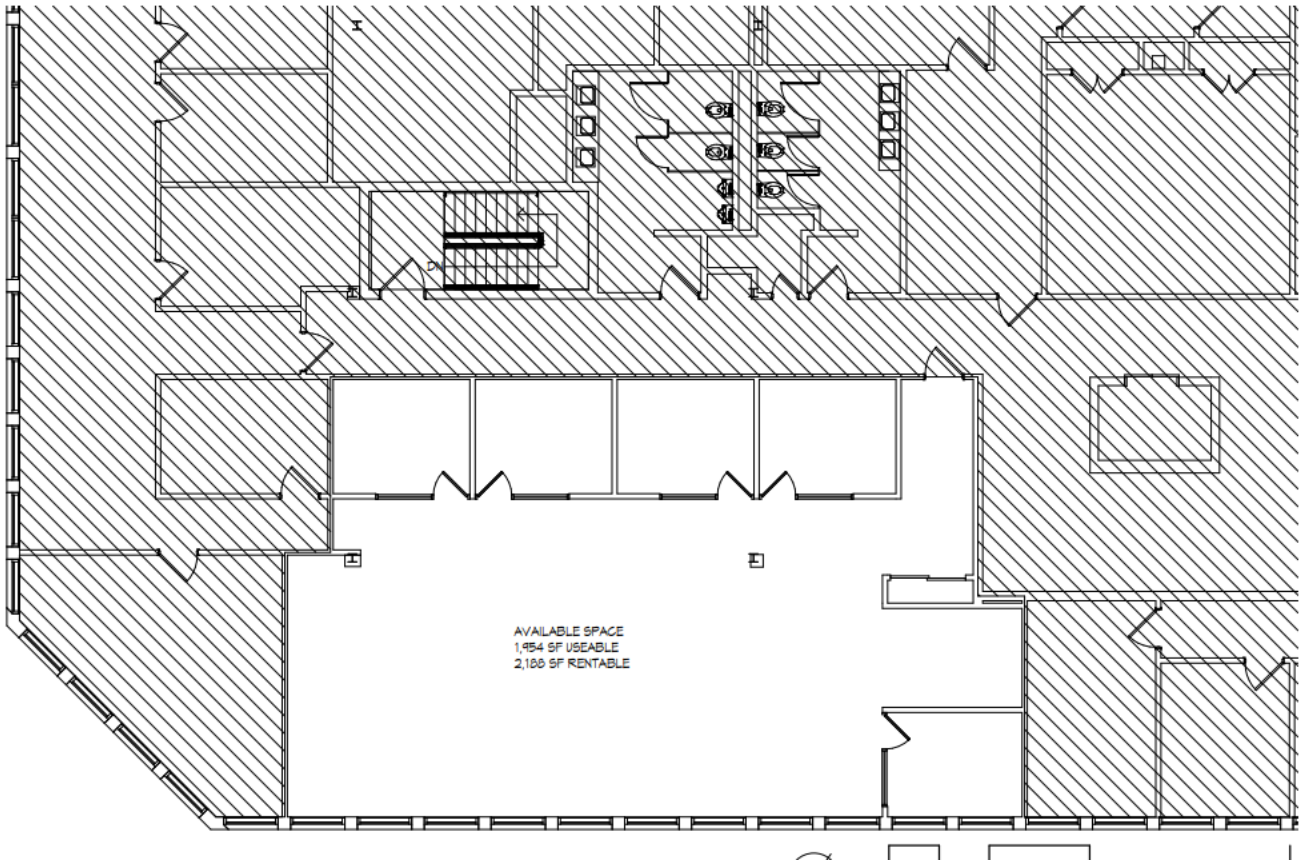 DN
AVAILABLE SPACE
1,954 SF USEABLE
2,188 SF RENTABLE